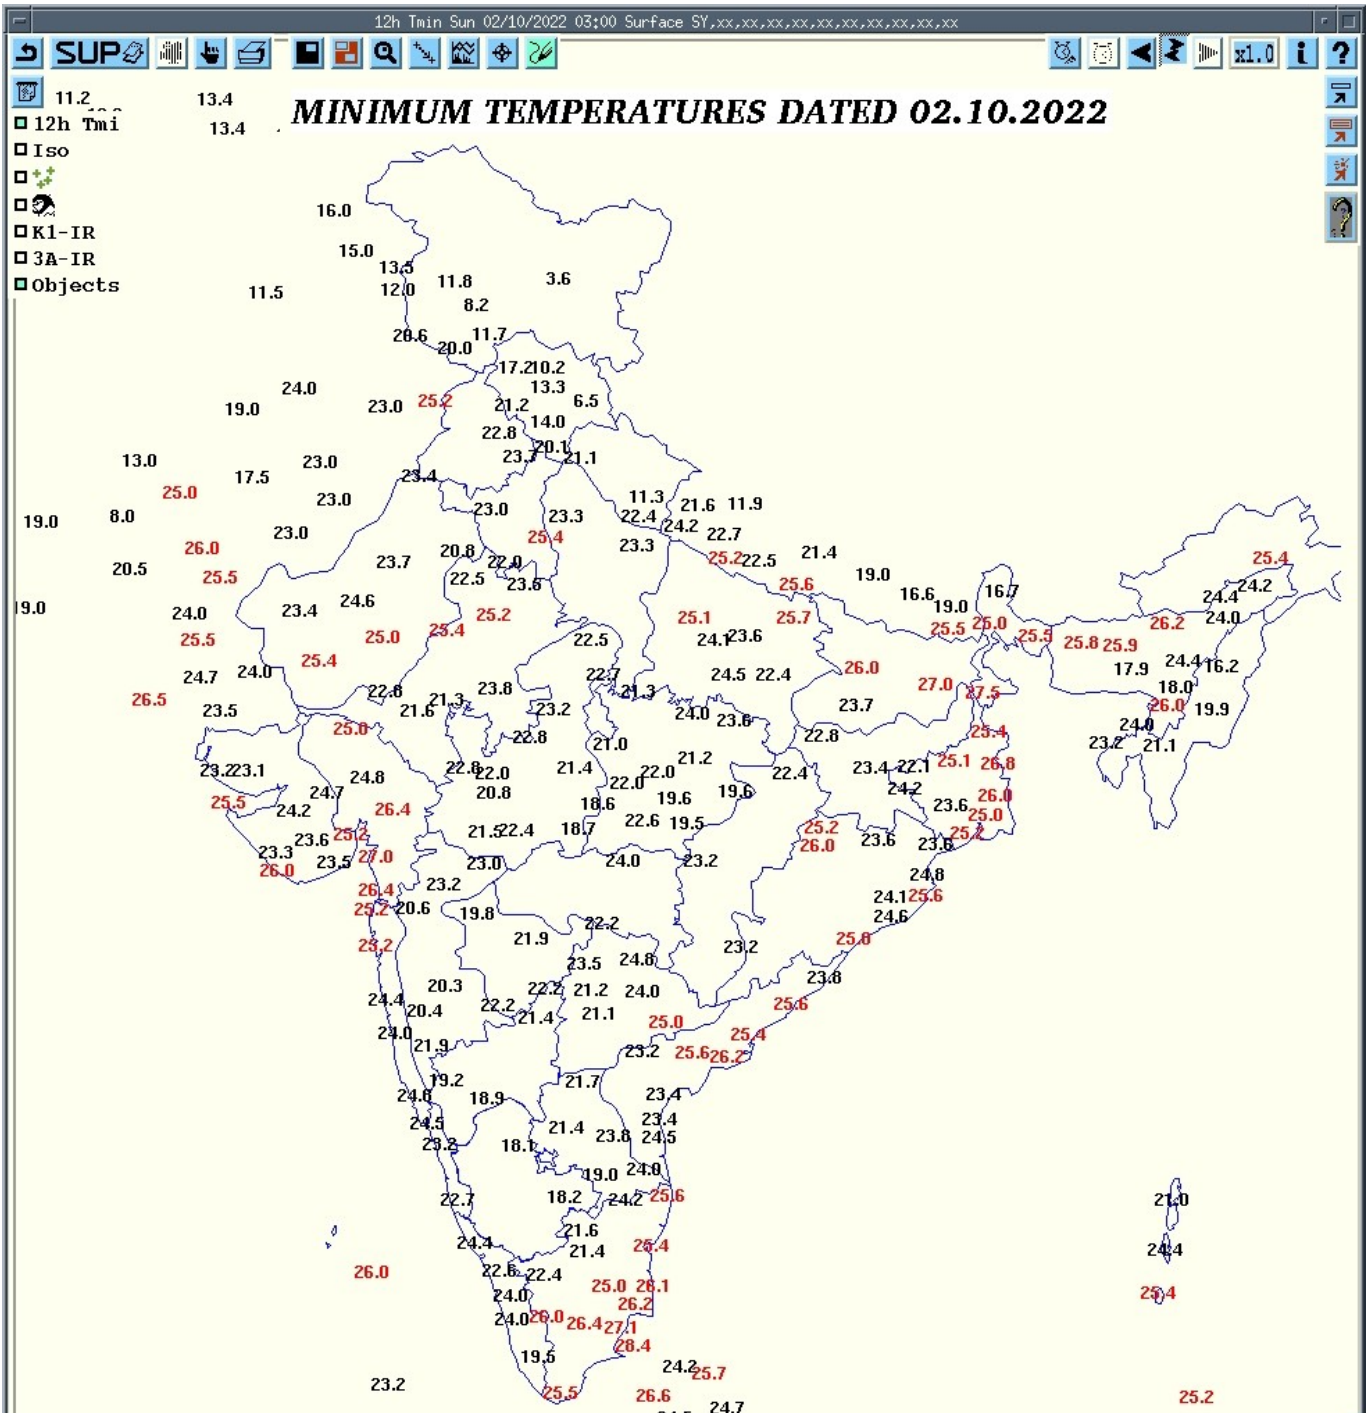 12h Tmin Sun 02/10/2022 03:00 Surface SY,xx,xx,xx,xx,xx,xx,xx,xx,xx,xx
SUP
x1.0 i ?
11.2 13.4
MINIMUM TEMPERATURES DATED 02.10.2022
12h Tmi 13.4
Iso
K1-IR
3A-IR
Objects
16.0
15.0
13.5
11.8 3.6
11.5 12.0
8.2
11.7
20.0
17.2 10.2
24.0 13.3
25.2 6.5
19.0 23.0 21.2
14.0
22.8
20.1
13.0 23.0 23.7 21.1
17.5 23.4
25.0 11.3
23.0 21.6 11.9
19.0 8.0 23.0 23.3 22.4
24.2
23.0 25.4 22.7
26.0 20.8 23.3 21.4
23.7 22.0 25.2 22.5 25.4
20.5 25.5 22.5 19.0
23.6 25.6 24.2
16.6 16.7 24.4
19.0 24.6 19.0
24.0 23.4 25.2 25.1 25.7 24.0
25.4 25.5 25.0 26.2
25.5 25.0 22.5 24.1 23.6 25.5 25.8 25.9
25.4 26.0 17.9 24.4 16.2
24.7 24.0 22.7 24.5 22.4
23.8 27.0 18.0
26.5 22.8 21.3 21.3 27.5
23.5 21.6 23.2 24.0 23.7 26.0 19.9
23.6
25.0 22.8 22.8 25.4 24.0
21.0 23.2 21.1
21.2 25.1 26.8
23.2 23.1 22.8 21.4 23.4 22.1
24.8 22.0 22.0 22.4
22.0
24.7 20.8 19.6 24.2
25.5 18.6 19.6 26.0
24.2 26.4 23.6
25.0
22.6 19.5
25.2 21.5 22.4 18.7 25.2 25.2
23.6 26.0 23.6 23.6
23.3 27.0
23.5 23.0 24.0 23.2
26.0 24.8
26.4 23.2
24.1 25.6
25.2 20.6 19.8 24.6
22.2
25.2 21.9 23.2
24.8
23.5 23.8
20.3 22.2 21.2 24.0
24.4 22.2 25.6
20.4 21.4 21.1
25.0
24.0 25.4
21.9 23.2 25.6 26.2
19.2 21.7
18.9 23.4
24.5 23.4
21.4
23.2 18.1 23.8 24.5
24.0
19.0
22.7 18.2 24.2 25.6 21.0
21.6
24.4 21.4 25.4 24.4
26.0 22.6 22.4
25.0 26.1 25.4
24.0 26.2
24.0 26.0 26.4 27.1
28.4
19.5
24.2 25.7
23.2
25.5 26.6 25.2
24.7